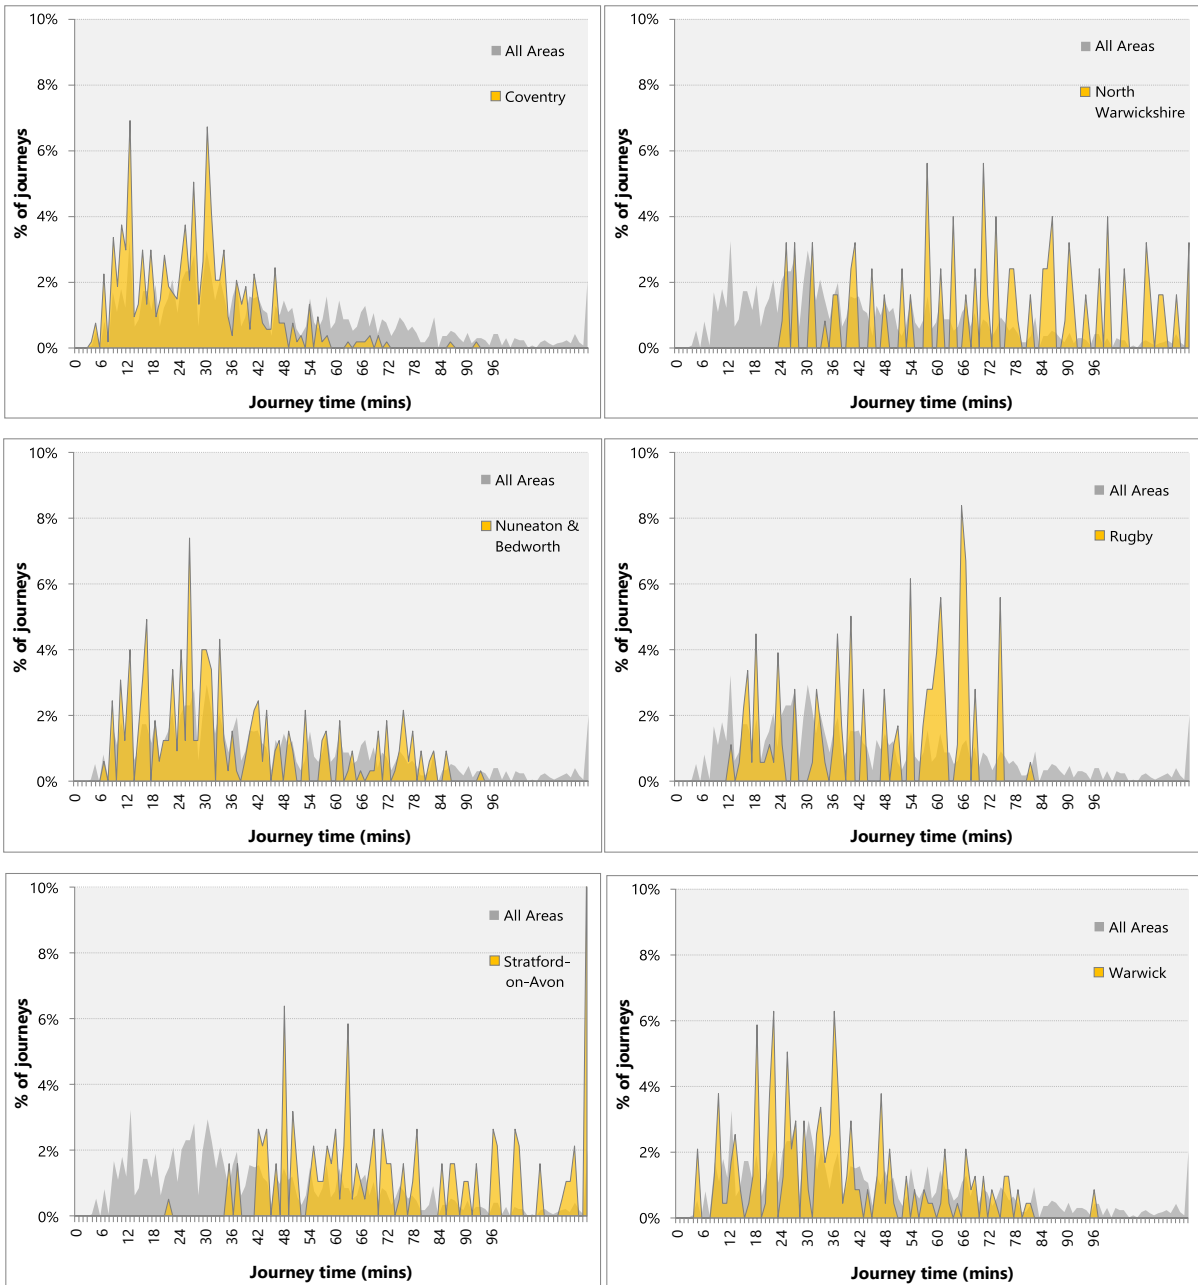 10%
8%
6%
4%
2%
0%
% of journeys
All Areas
Coventry
0 6 12 18 24 30 36 42 48 54 60 66 72 78 84 90 96
Journey time (mins)
10%
8%
6%
4%
2%
0%
% of journeys
All Areas
North
Warwickshire
0 6 12 18 24 30 36 42 48 54 60 66 72 78 84 90 96
Journey time (mins)
10%
8%
6%
4%
2%
0%
% of journeys
All Areas
Nuneaton &
Bedworth
0 6 12 18 24 30 36 42 48 54 60 66 72 78 84 90 96
Journey time (mins)
10%
8%
6%
4%
2%
0%
% of journeys
All Areas
Rugby
0 6 12 18 24 30 36 42 48 54 60 66 72 78 84 90 96
Journey time (mins)
10%
8%
6%
4%
2%
0%
% of journeys
All Areas
Stratford-
on-Avon
0 6 12 18 24 30 36 42 48 54 60 66 72 78 84 90 96
Journey time (mins)
10%
8%
6%
4%
2%
0%
% of journeys
All Areas
Warwick
0 6 12 18 24 30 36 42 48 54 60 66 72 78 84 90 96
Journey time (mins)